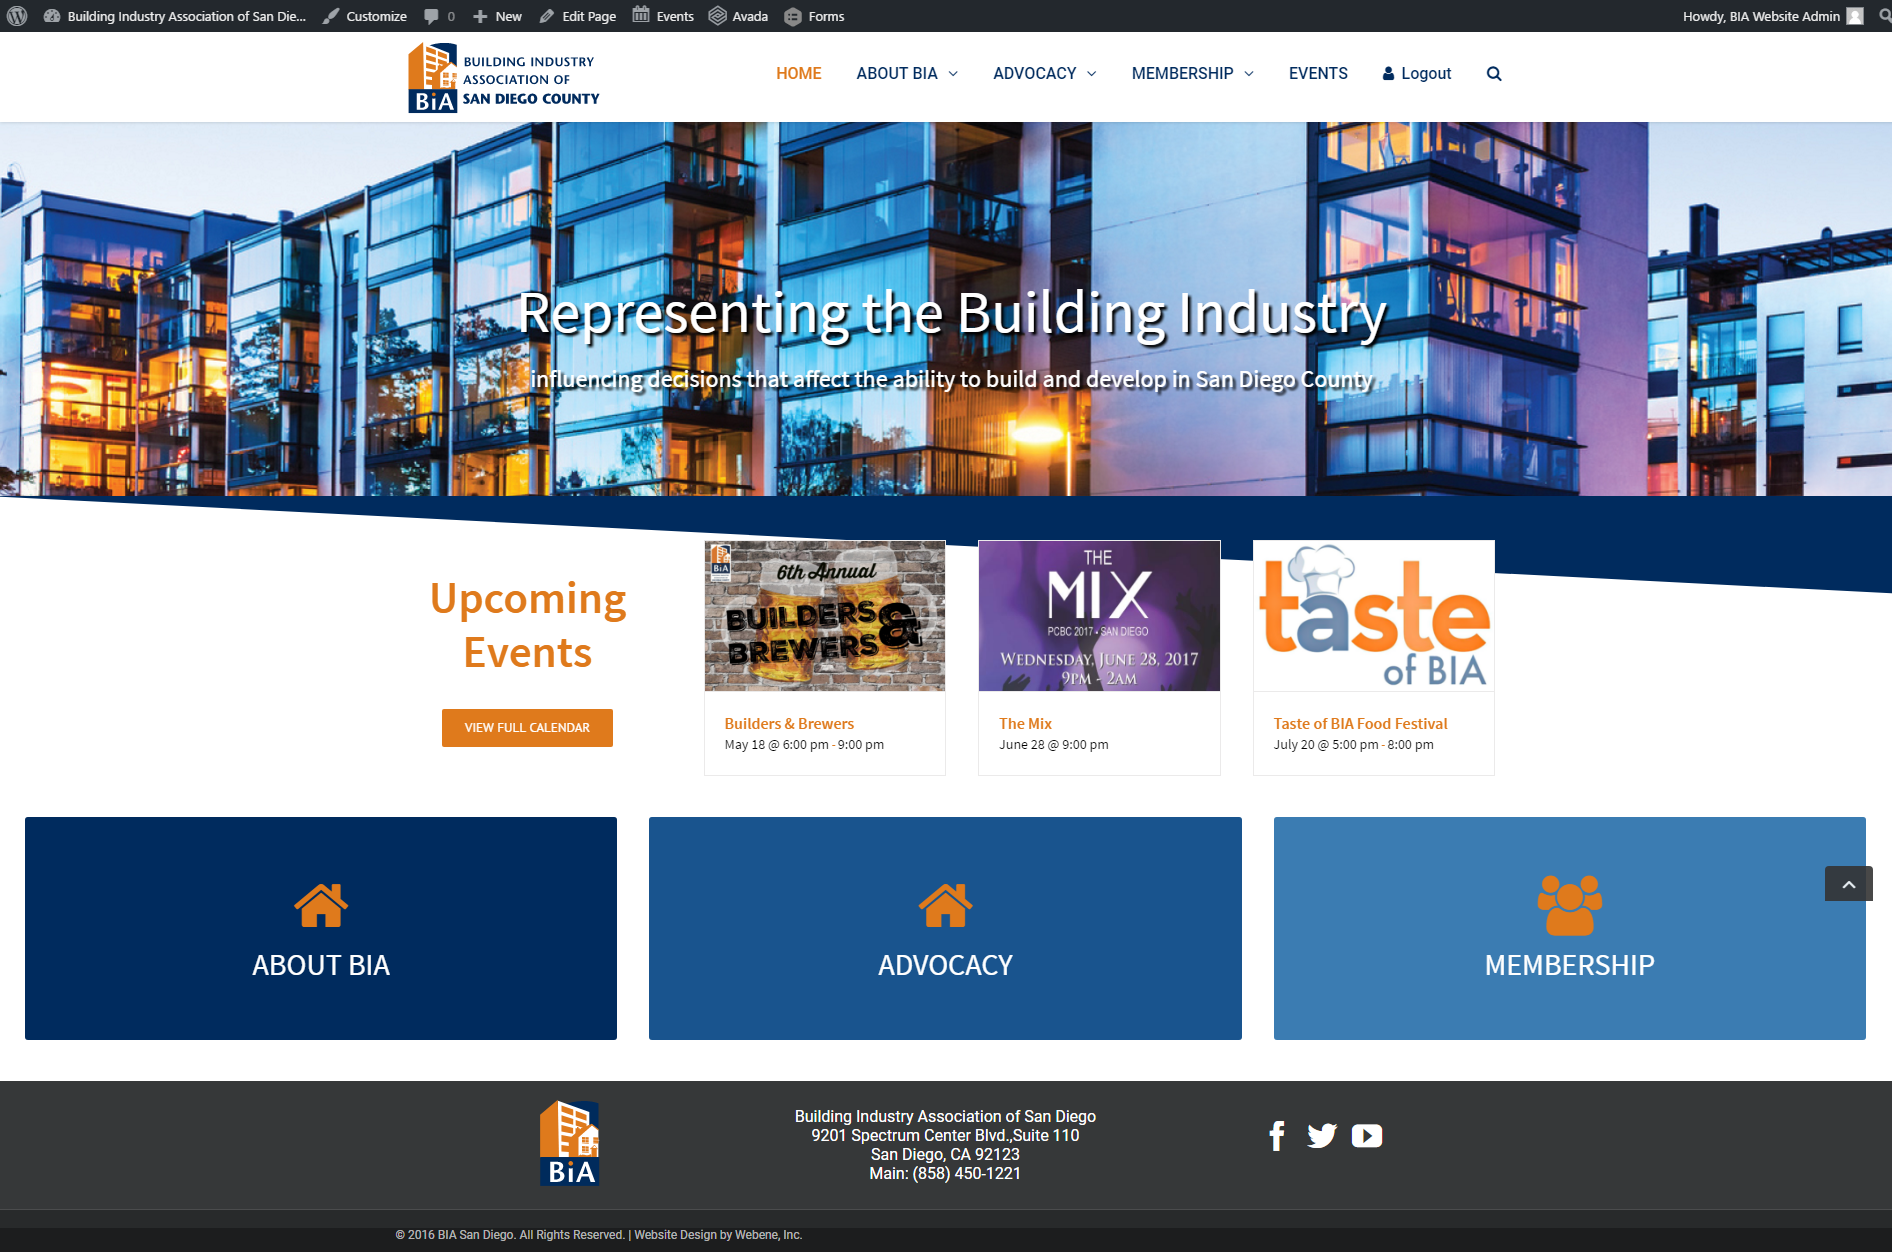 Building Industry Association of San Die... Customize 0 New Edit Page Events Avada Forms Howdy, BIA Website Admin
BUILDING INDUSTRY
ASSOCIATION OF
SAN DIEGO COUNTY
BiA
HOME ABOUT BIA ADVOCACY MEMBERSHIP EVENTS Logout
Representing the Building Industry
influencing decisions that affect the ability to build and develop in San Diego County
Upcoming
Events
VIEW FULL CALENDAR
BiA
6th Annual
BUILDERS &
BREWERS
Builders & Brewers
May 18 @ 6:00 pm - 9:00 pm
THE
MIX
PCBC 2017 • SAN DIEGO
WEDNESDAY, JUNE 28, 2017
9PM - 2AM
The Mix
June 28 @ 9:00 pm
taste
of BIA
Taste of BIA Food Festival
July 20 @ 5:00 pm - 8:00 pm
ABOUT BIA
ADVOCACY
MEMBERSHIP
BiA
Building Industry Association of San Diego
9201 Spectrum Center Blvd.,Suite 110
San Diego, CA 92123
Main: (858) 450-1221
© 2016 BIA San Diego. All Rights Reserved. | Website Design by Webene, Inc.